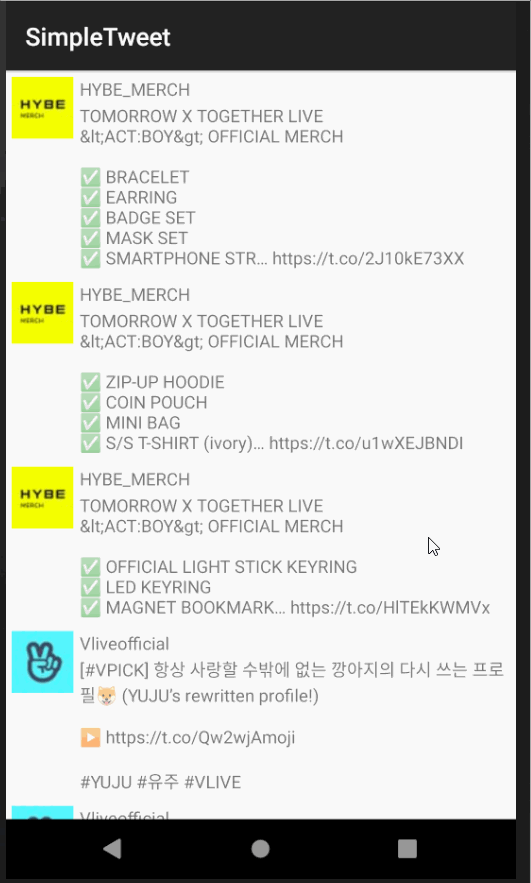 SimpleTweet
HYBE
MERCH
HYBE_MERCH
TOMORROW X TOGETHER LIVE
&lt;ACT:BOY&gt; OFFICIAL MERCH
✅ BRACELET
✅ EARRING
✅ BADGE SET
✅ MASK SET
✅ SMARTPHONE STR… https://t.co/2J10kE73XX
HYBE
MERCH
HYBE_MERCH
TOMORROW X TOGETHER LIVE
&lt;ACT:BOY&gt; OFFICIAL MERCH
✅ ZIP-UP HOODIE
✅ COIN POUCH
✅ MINI BAG
✅ S/S T-SHIRT (ivory)… https://t.co/u1wXEJBNDI
HYBE
MERCH
HYBE_MERCH
TOMORROW X TOGETHER LIVE
&lt;ACT:BOY&gt; OFFICIAL MERCH
✅ OFFICIAL LIGHT STICK KEYRING
✅ LED KEYRING
✅ MAGNET BOOKMARK… https://t.co/HlTEkKWMVx
Vliveofficial
[#VPICK] 항상 사랑할 수밖에 없는 깡아지의 다시 쓰는 프로
필🐶 (YUJU's rewritten profile!)
▶️ https://t.co/Qw2wjAmoji
#YUJU #유주 #VLIVE
Vliveofficial